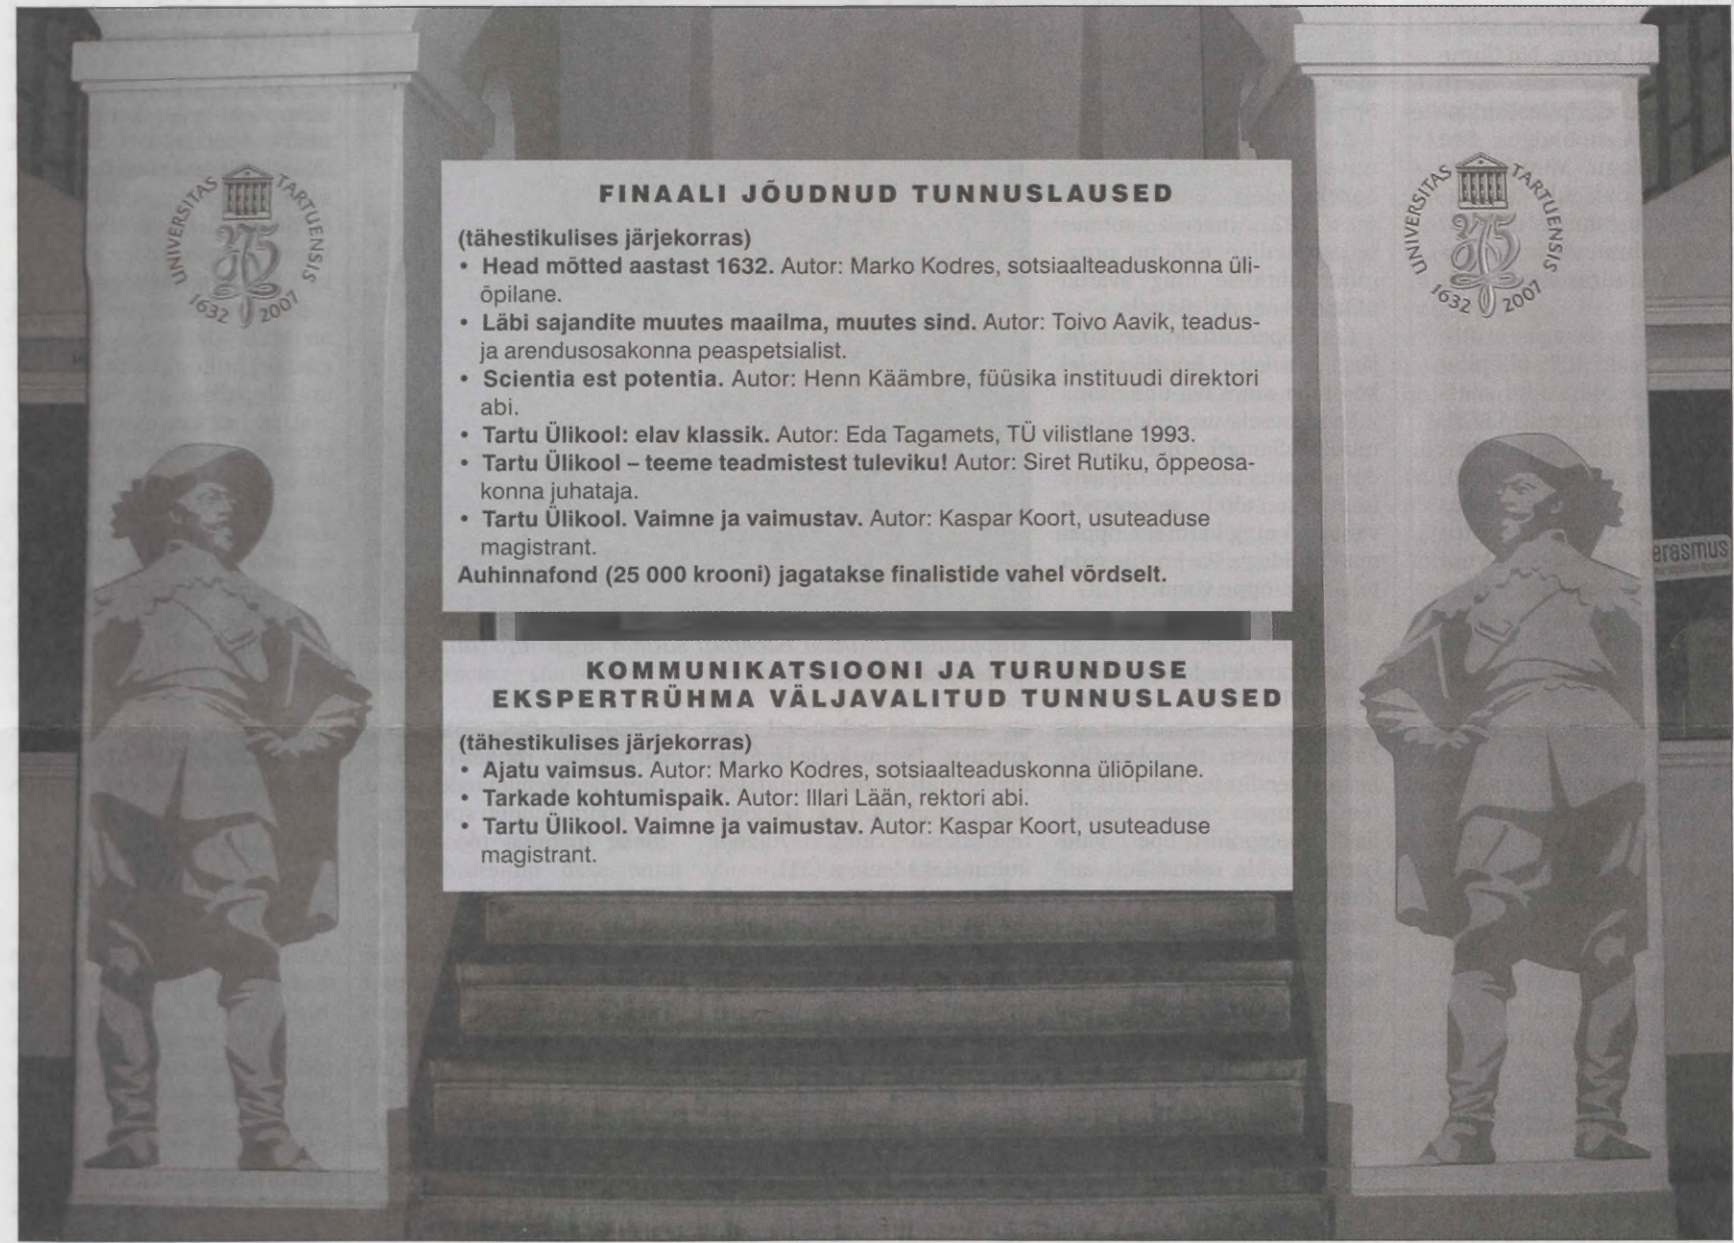 UNIVERSITAS TARTUENSIS
275
1632 2007
FINAALI JÕUDNUD TUNNUSLAUSED
(tähestikulises järjekorras)
• Head mõtted aastast 1632. Autor: Marko Kodres, sotsiaalteaduskonna üli-
õpilane.
• Läbi sajandite muutes maailma, muutes sind. Autor: Toivo Aavik, teadus-
ja arendusosakonna peaspetsialist.
• Scientia est potentia. Autor: Henn Käämbre, füüsika instituudi direktori
abi.
• Tartu Ülikool: elav klassik. Autor: Eda Tagamets, TÜ vilistlane 1993.
• Tartu Ülikool – teeme teadmistest tuleviku! Autor: Siret Rutiku, õppeosa-
konna juhataja.
• Tartu Ülikool. Vaimne ja vaimustav. Autor: Kaspar Koort, usuteaduse
magistrant.
Auhinnafond (25 000 krooni) jagatakse finalistide vahel võrdselt.
KOMMUNIKATSIOONI JA TURUNDUSE
EKSPERTRÜHMA VÄLJAVALITUD TUNNUSLAUSED
(tähestikulises järjekorras)
• Ajatu vaimsus. Autor: Marko Kodres, sotsiaalteaduskonna üliõpilane.
• Tarkade kohtumispaik. Autor: Illari Lään, rektori abi.
• Tartu Ülikool. Vaimne ja vaimustav. Autor: Kaspar Koort, usuteaduse
magistrant.
UNIVERSITAS TARTUENSIS
275
1632 2007
erasmus